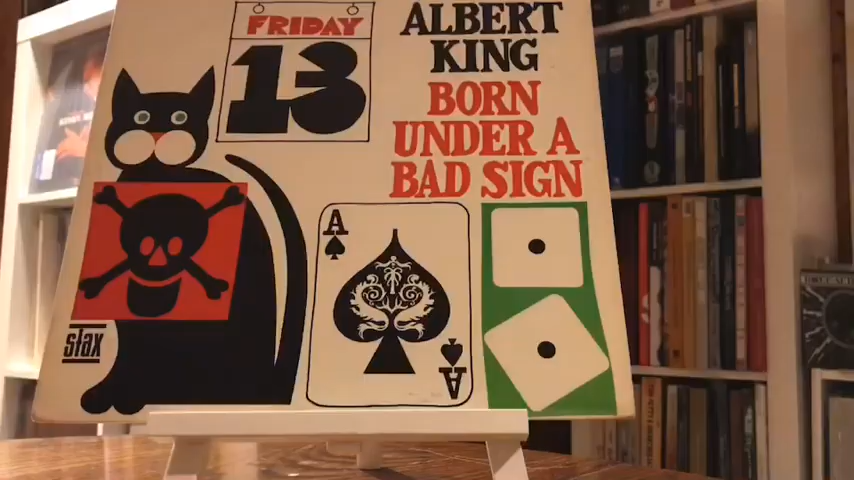 FRIDAY
13
ALBERT
KING
BORN
UNDER A
BAD SIGN
A
A
stax